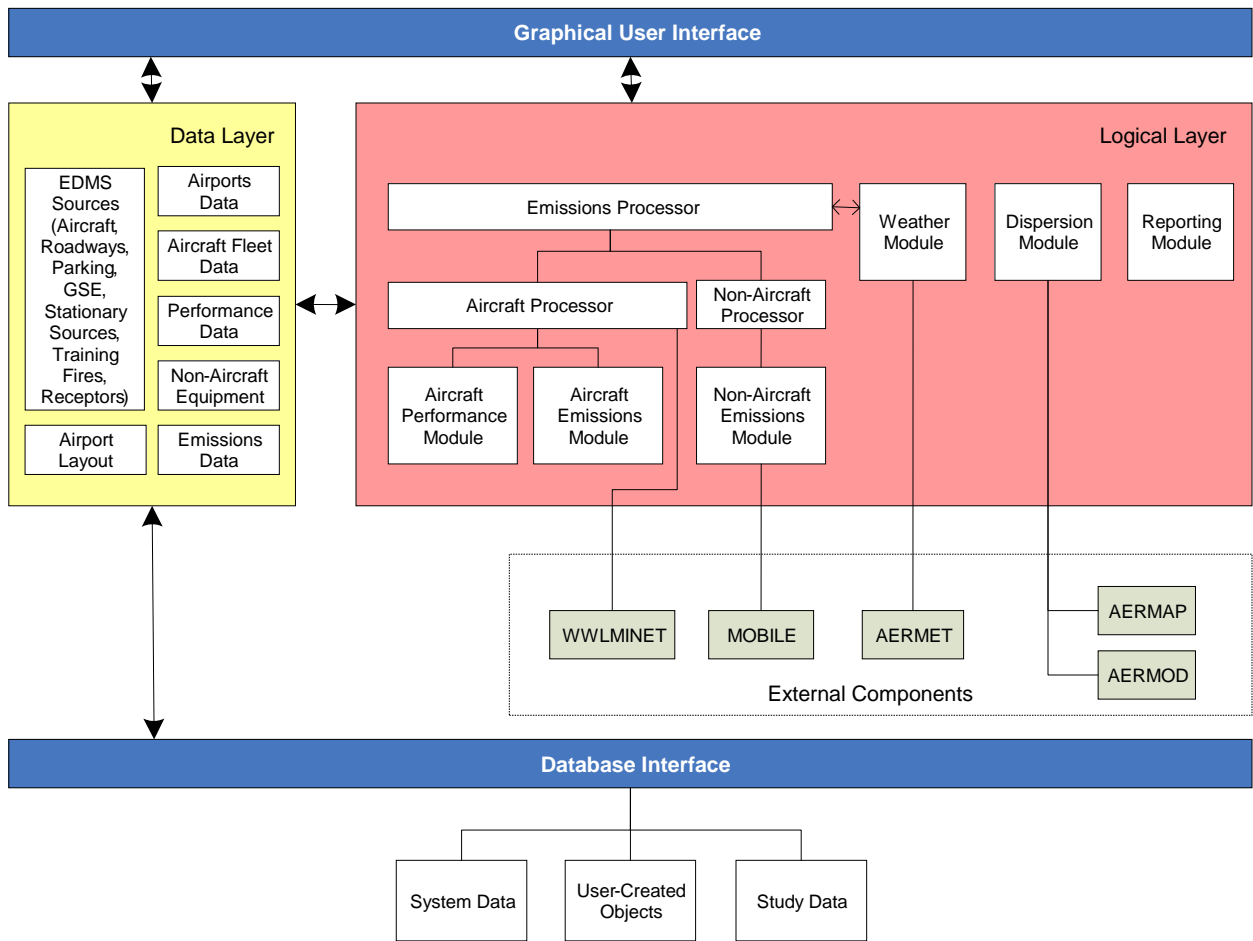 Graphical User Interface
Data Layer
EDMS
Sources
(Aircraft,
Roadways,
Parking,
GSE,
Stationary
Sources,
Training
Fires,
Receptors)
Airports
Data
Aircraft Fleet
Data
Performance
Data
Non-Aircraft
Equipment
Airport
Layout
Emissions
Data
Logical Layer
Emissions Processor
Weather
Module
Dispersion
Module
Reporting
Module
Aircraft Processor
Non-Aircraft
Processor
Aircraft
Performance
Module
Aircraft
Emissions
Module
Non-Aircraft
Emissions
Module
WWLMINET
MOBILE
AERMET
AERMAP
AERMOD
External Components
Database Interface
System Data
User-Created
Objects
Study Data